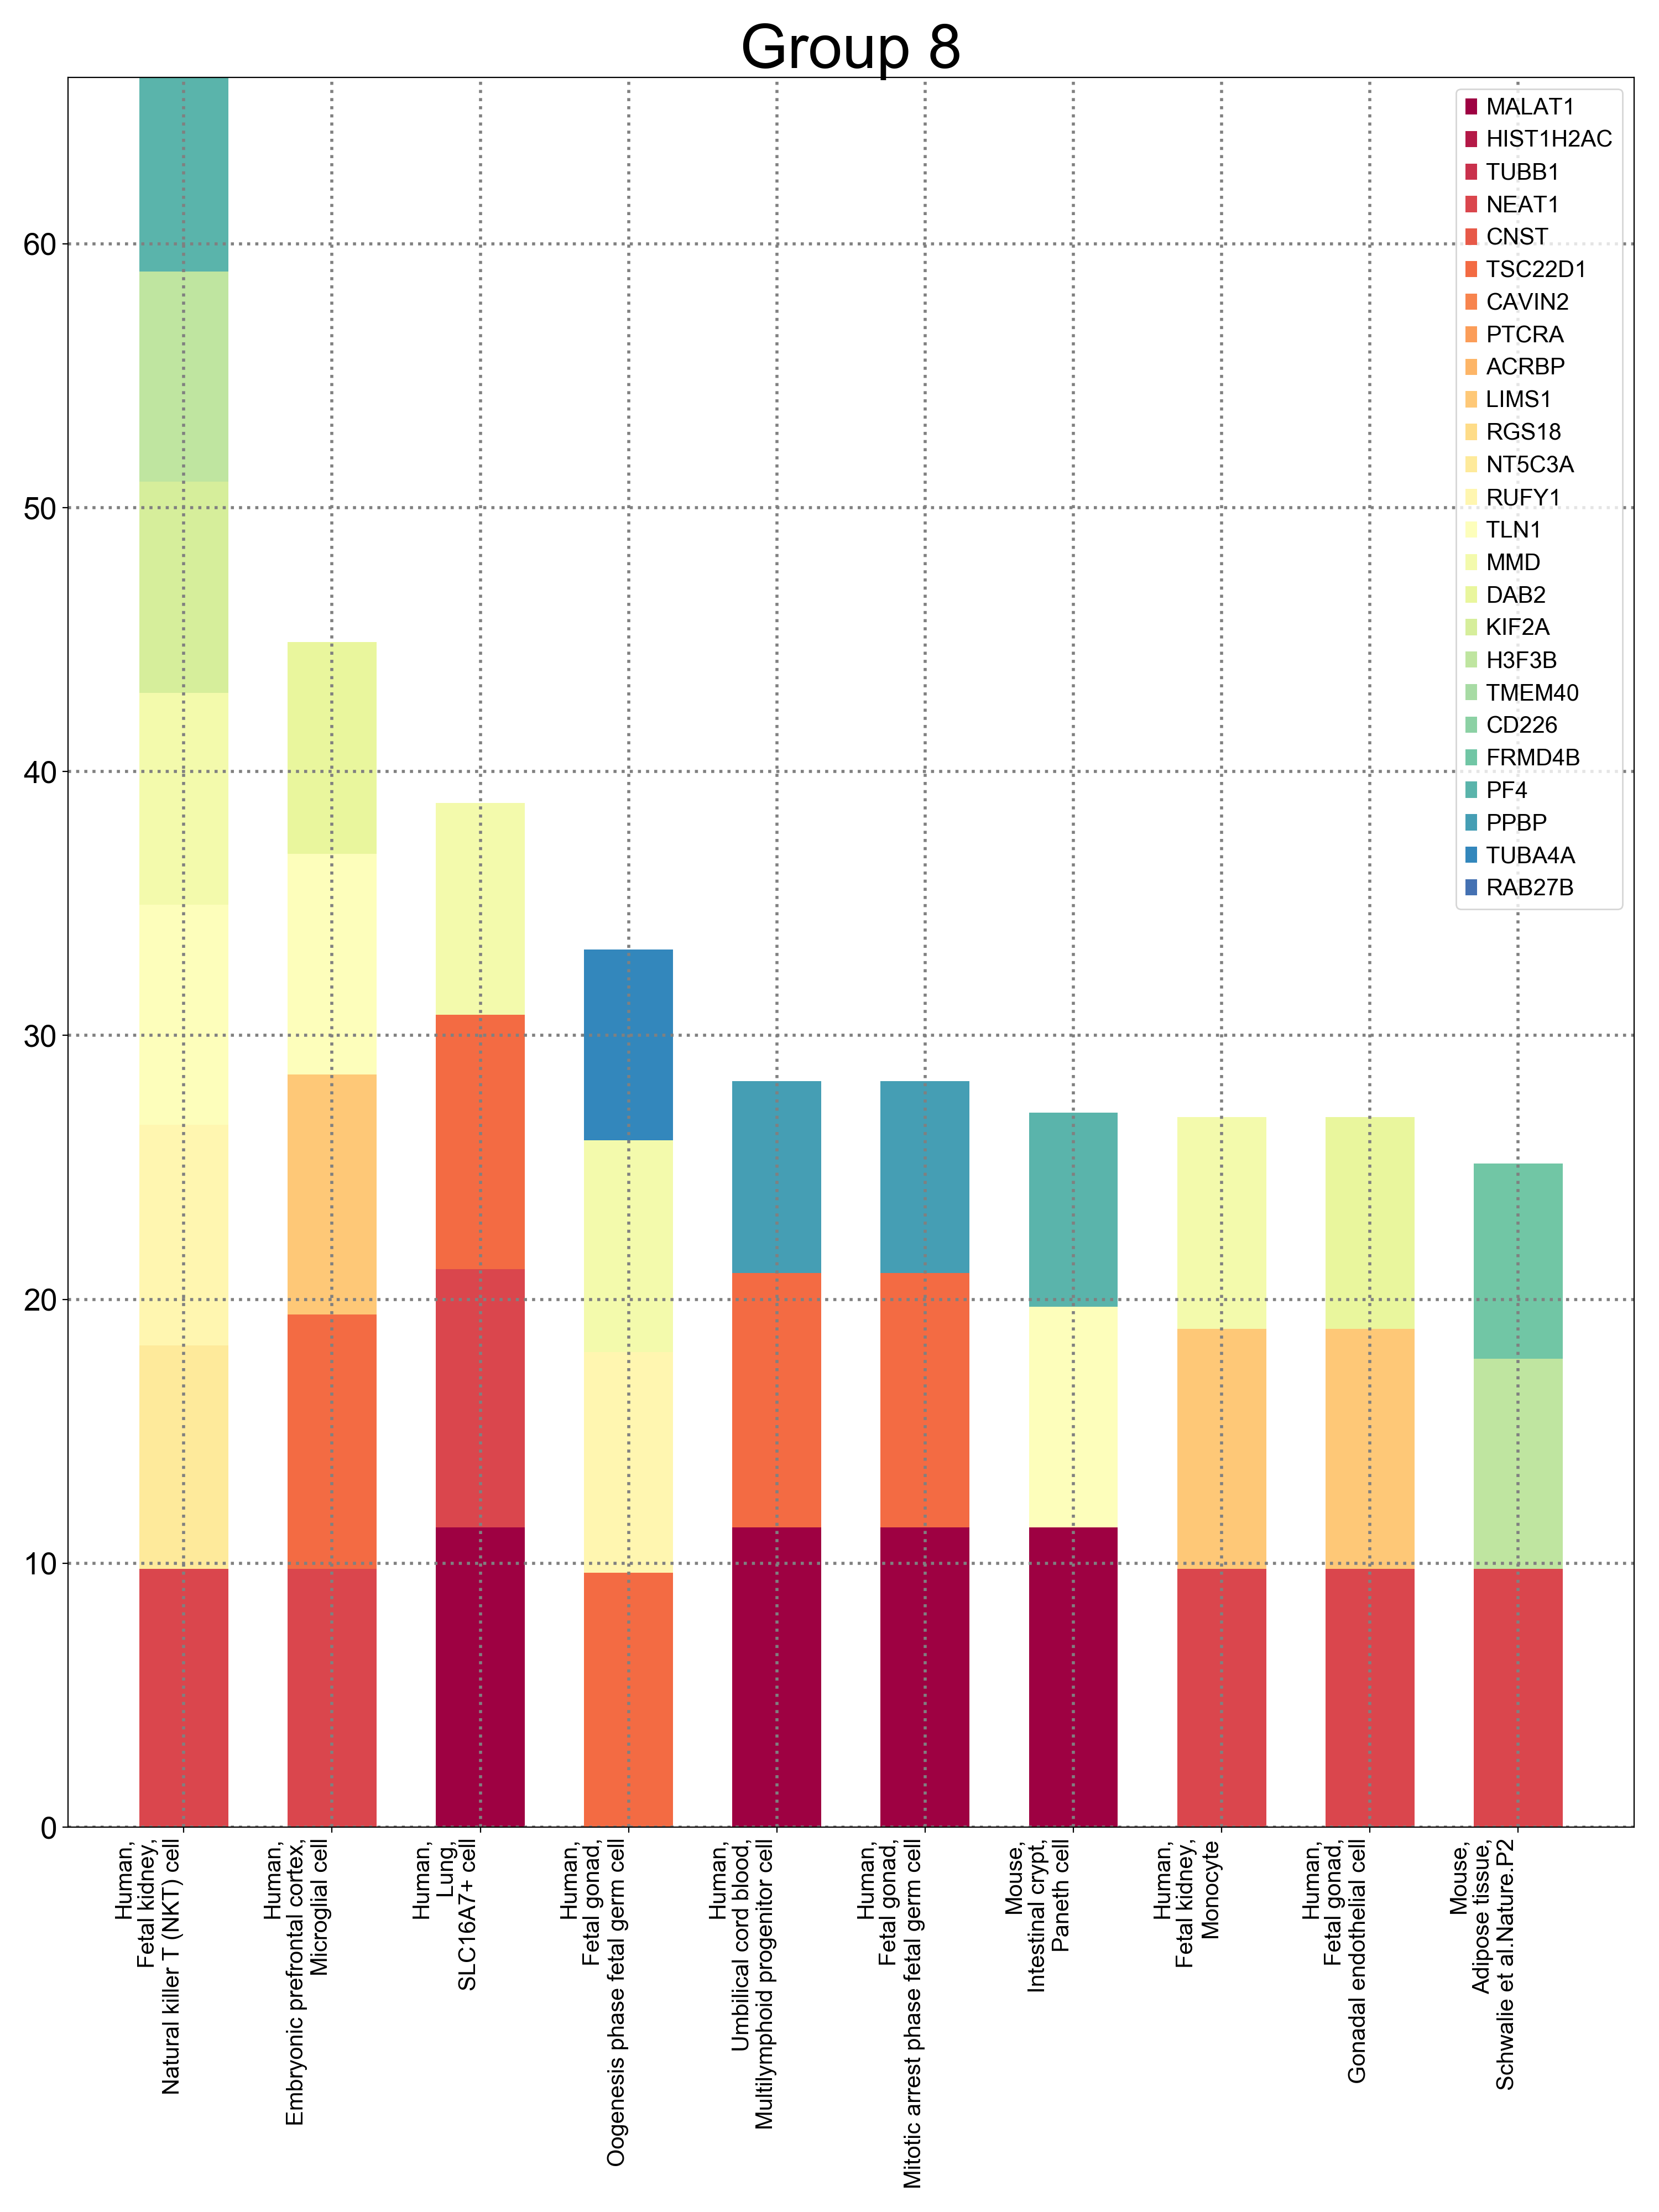 Group 8
60
50
40
30
20
10
0
MALAT1
HIST1H2AC
TUBB1
NEAT1
CNST
TSC22D1
CAVIN2
PTCRA
ACRBP
LIMS1
RGS18
NT5C3A
RUFY1
TLN1
MMD
DAB2
KIF2A
H3F3B
TMEM40
CD226
FRMD4B
PF4
PPBP
TUBA4A
RAB27B
Human,
Fetal kidney,
Natural killer T (NKT) cell
Human,
Embryonic prefrontal cortex,
Microglial cell
Human,
Lung,
SLC16A7+ cell
Human,
Fetal gonad,
Oogenesis phase fetal germ cell
Human,
Umbilical cord blood,
Multilymphoid progenitor cell
Human,
Fetal gonad,
Mitotic arrest phase fetal germ cell
Mouse,
Intestinal crypt,
Paneth cell
Human,
Fetal kidney,
Monocyte
Human,
Fetal gonad,
Gonadal endothelial cell
Mouse,
Adipose tissue,
Schwalie et al.Nature.P2